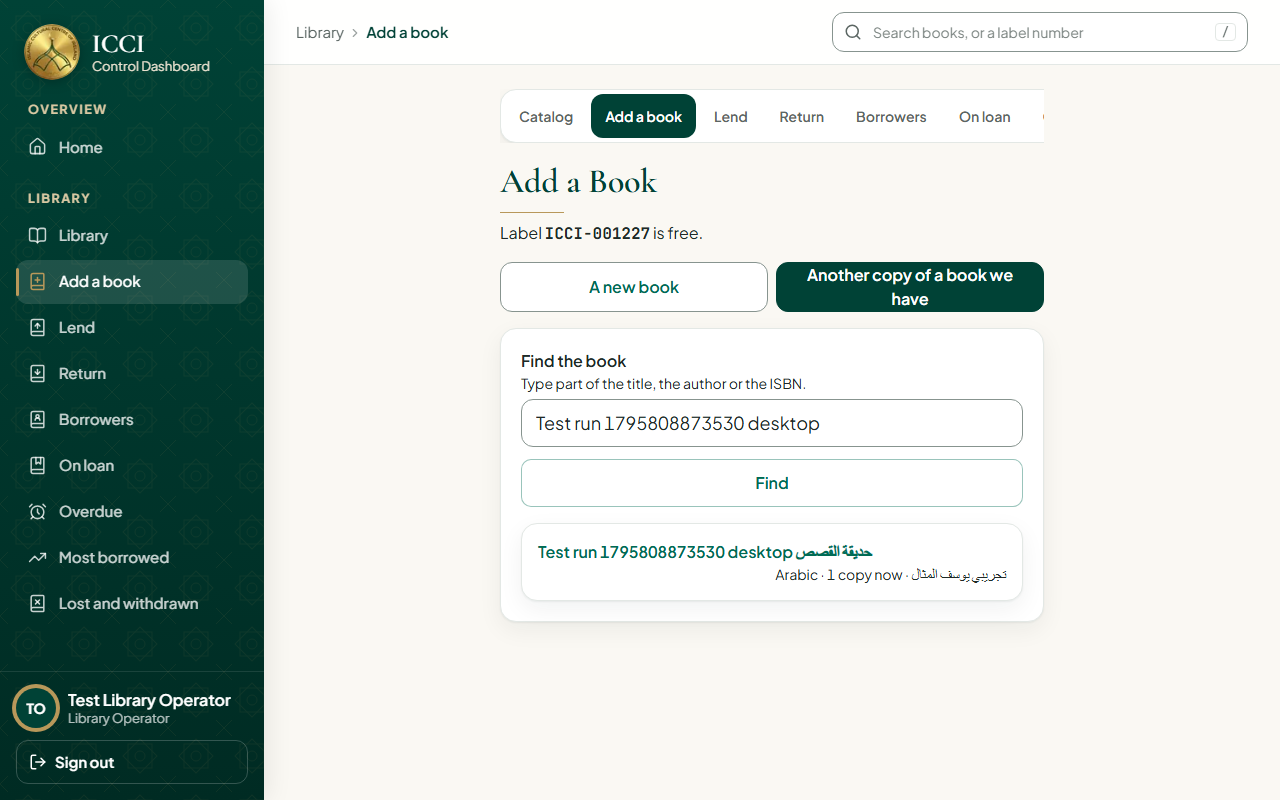 ICCI
Control Dashboard
OVERVIEW
Home
LIBRARY
Library
Add a book
Lend
Return
Borrowers
On loan
Overdue
Most borrowed
Lost and withdrawn
TO
Test Library Operator
Library Operator
Sign out
Library > Add a book
Search books, or a label number
/
Catalog
Add a book
Lend
Return
Borrowers
On loan
Add a Book
Label ICCI-001227 is free.
A new book
Another copy of a book we
have
Find the book
Type part of the title, the author or the ISBN.
Test run 1795808873530 desktop
Find
Test run 1795808873530 desktop حديقة القصص
تجريبي يوسف المثال · Arabic · 1 copy now